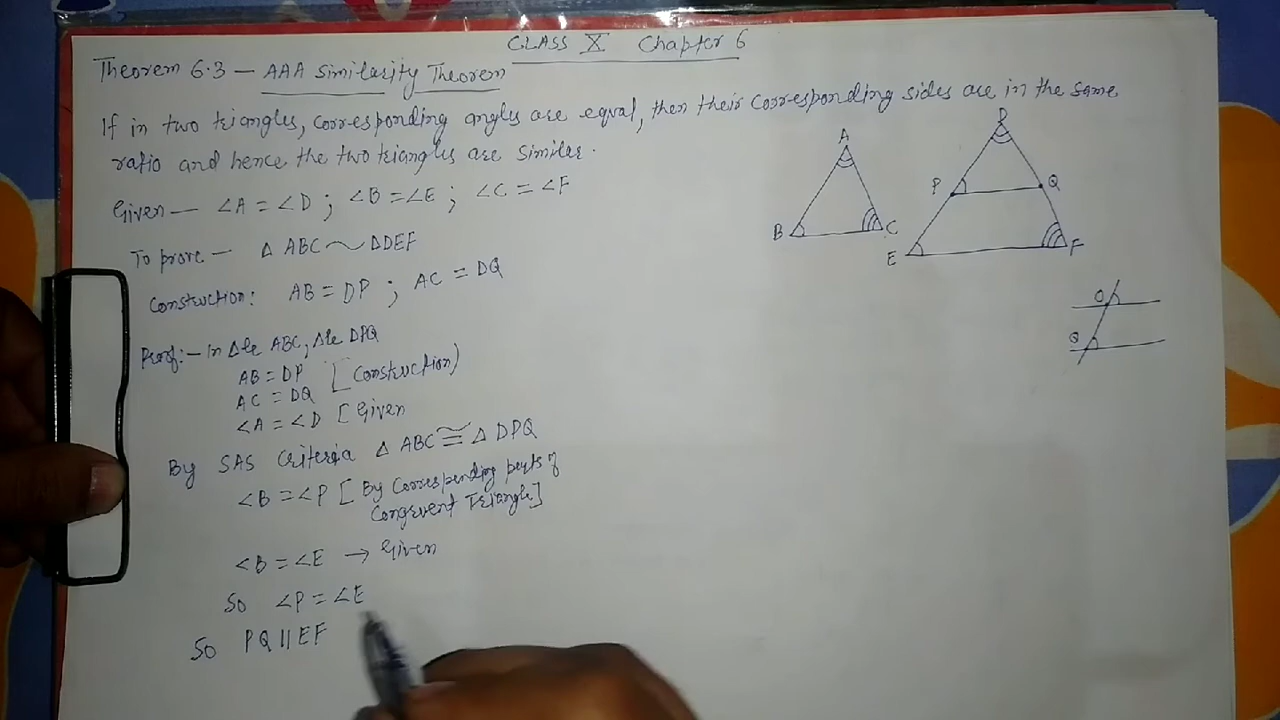 CLASS X Chapter 6
Theorem 6.3 — AAA Similarity Theorem
If in two triangles, corresponding angles are equal, then their corresponding sides are in the same
ratio and hence the two triangles are similar.
Given — ∠A = ∠D ; ∠B = ∠E ; ∠C = ∠F
To prove — Δ ABC ~ ΔDEF
Construction: AB = DP ; AC = DQ
Proof:- In Δle ABC, Δle DPQ
AB = DP [Construction)
AC = DQ
∠A = ∠D [Given
By SAS Criteria Δ ABC ≅ Δ DPQ
∠B = ∠P [By Corresponding parts of
Congruent Triangle]
∠B = ∠E → Given
So ∠P = ∠E
So PQ || EF
A
B
C
D
P
Q
E
F
O